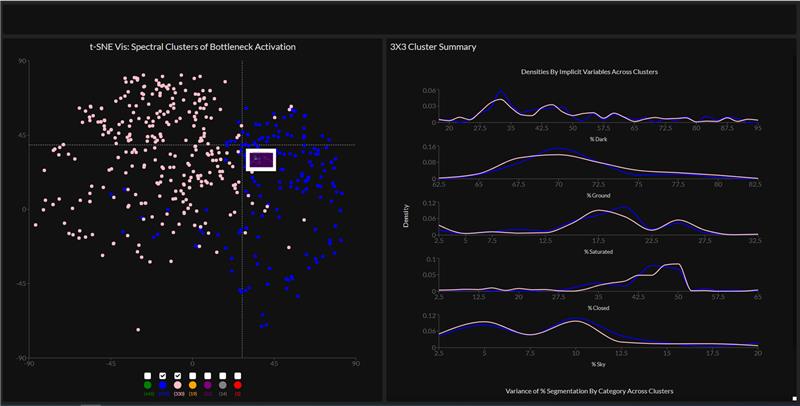 t-SNE Vis: Spectral Clusters of Bottleneck Activation
90
45
0
-45
-90
-90
-45
0
45
90
(330)
3X3 Cluster Summary
Densities By Implicit Variables Across Clusters
Density
0.06
0.03
0
20 27.5 35 42.5 50 57.5 65 72.5 80 87.5 95
% Dark
0.16
0.08
0
62.5 65 67.5 70 72.5 75 77.5 80 82.5
% Ground
0.12
0.06
0
2.5 5 7.5 12.5 17.5 22.5 27.5 32.5
% Saturated
0.1
0.05
0
2.5 12.5 20 27.5 35 42.5 50 57.5 65
% Closed
0.12
0.06
0
2.5 5 7.5 10 12.5 15 17.5 20
% Sky
Variance of % Segmentation By Category Across Clusters